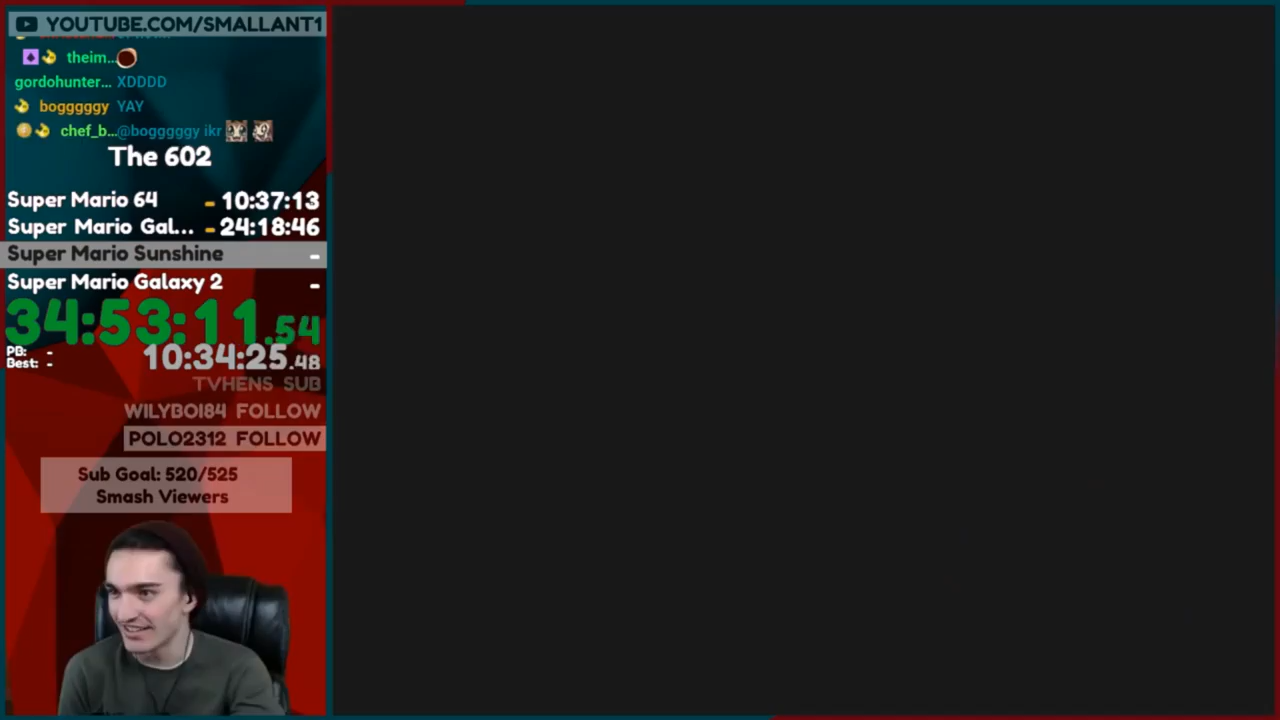 YOUTUBE.COM/SMALLANT1
theim...
gordohunter... XDDDD
bogggggy YAY
chef_b... @bogggggy ikr
The 602
Super Mario 64 - 10:37:13
Super Mario Gal... - 24:18:46
Super Mario Sunshine -
Super Mario Galaxy 2 -
34:53:11.54
PB: -
Best: -
10:34:25.48
TVHENS SUB
WILYBOI84 FOLLOW
POLO2312 FOLLOW
Sub Goal: 520/525
Smash Viewers